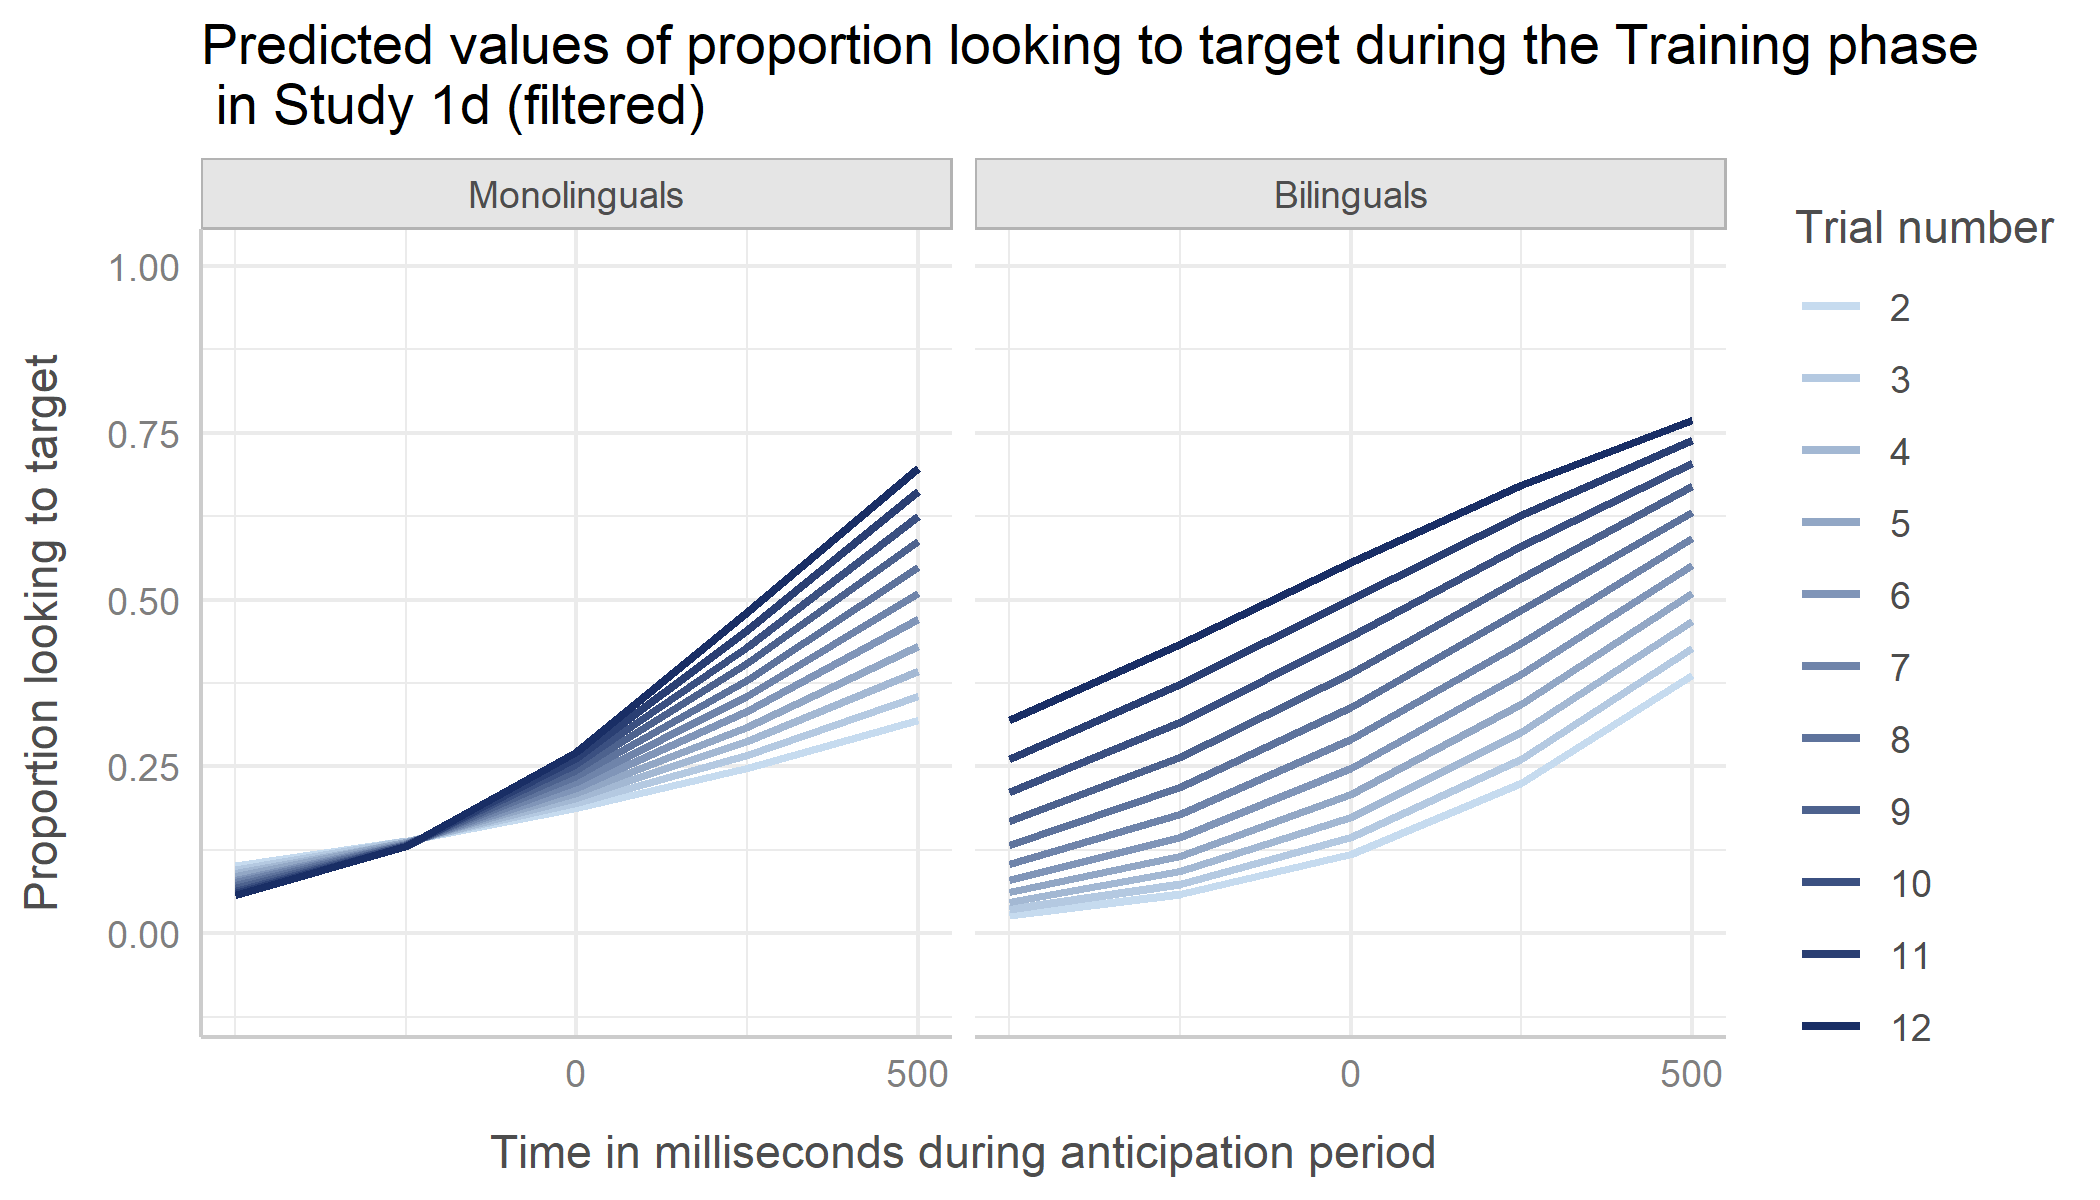 Predicted values of proportion looking to target during the Training phase
in Study 1d (filtered)
Monolinguals
Bilinguals
Trial number
2
3
4
5
6
7
8
9
10
11
12
Proportion looking to target
1.00
0.75
0.50
0.25
0.00
0
500
0
500
Time in milliseconds during anticipation period